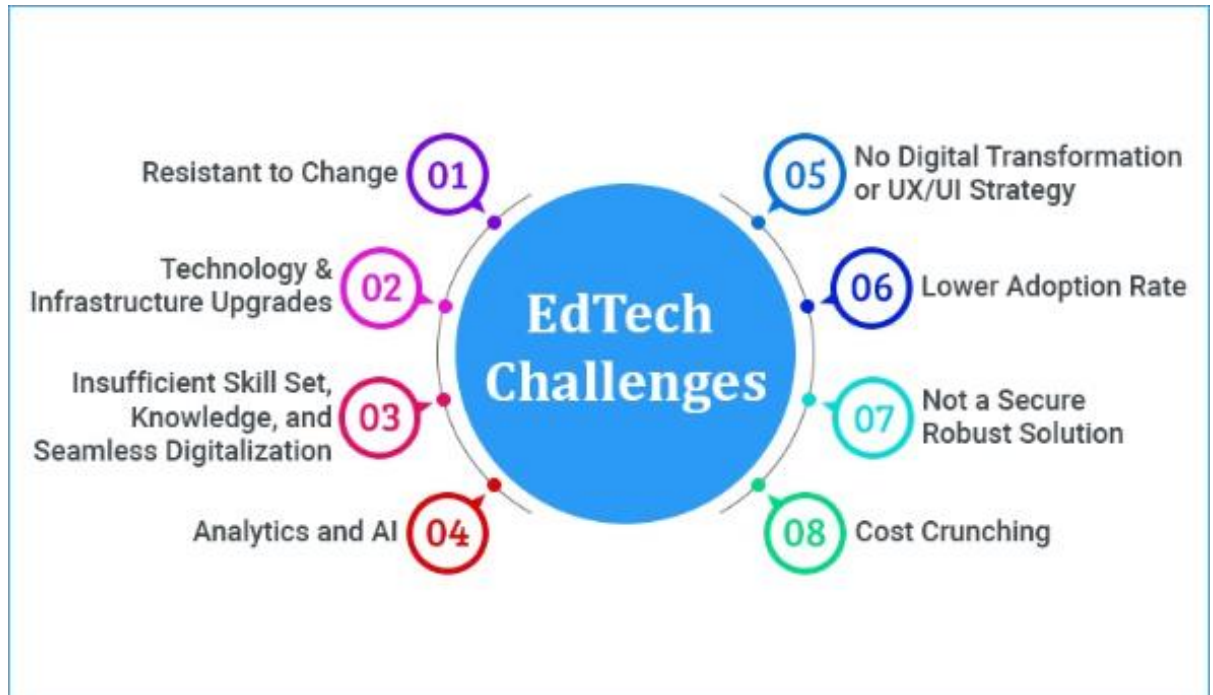 EdTech
Challenges
01
Resistant to Change
02
Technology &
Infrastructure Upgrades
03
Insufficient Skill Set,
Knowledge, and
Seamless Digitalization
04
Analytics and AI
05
No Digital Transformation
or UX/UI Strategy
06
Lower Adoption Rate
07
Not a Secure
Robust Solution
08
Cost Crunching